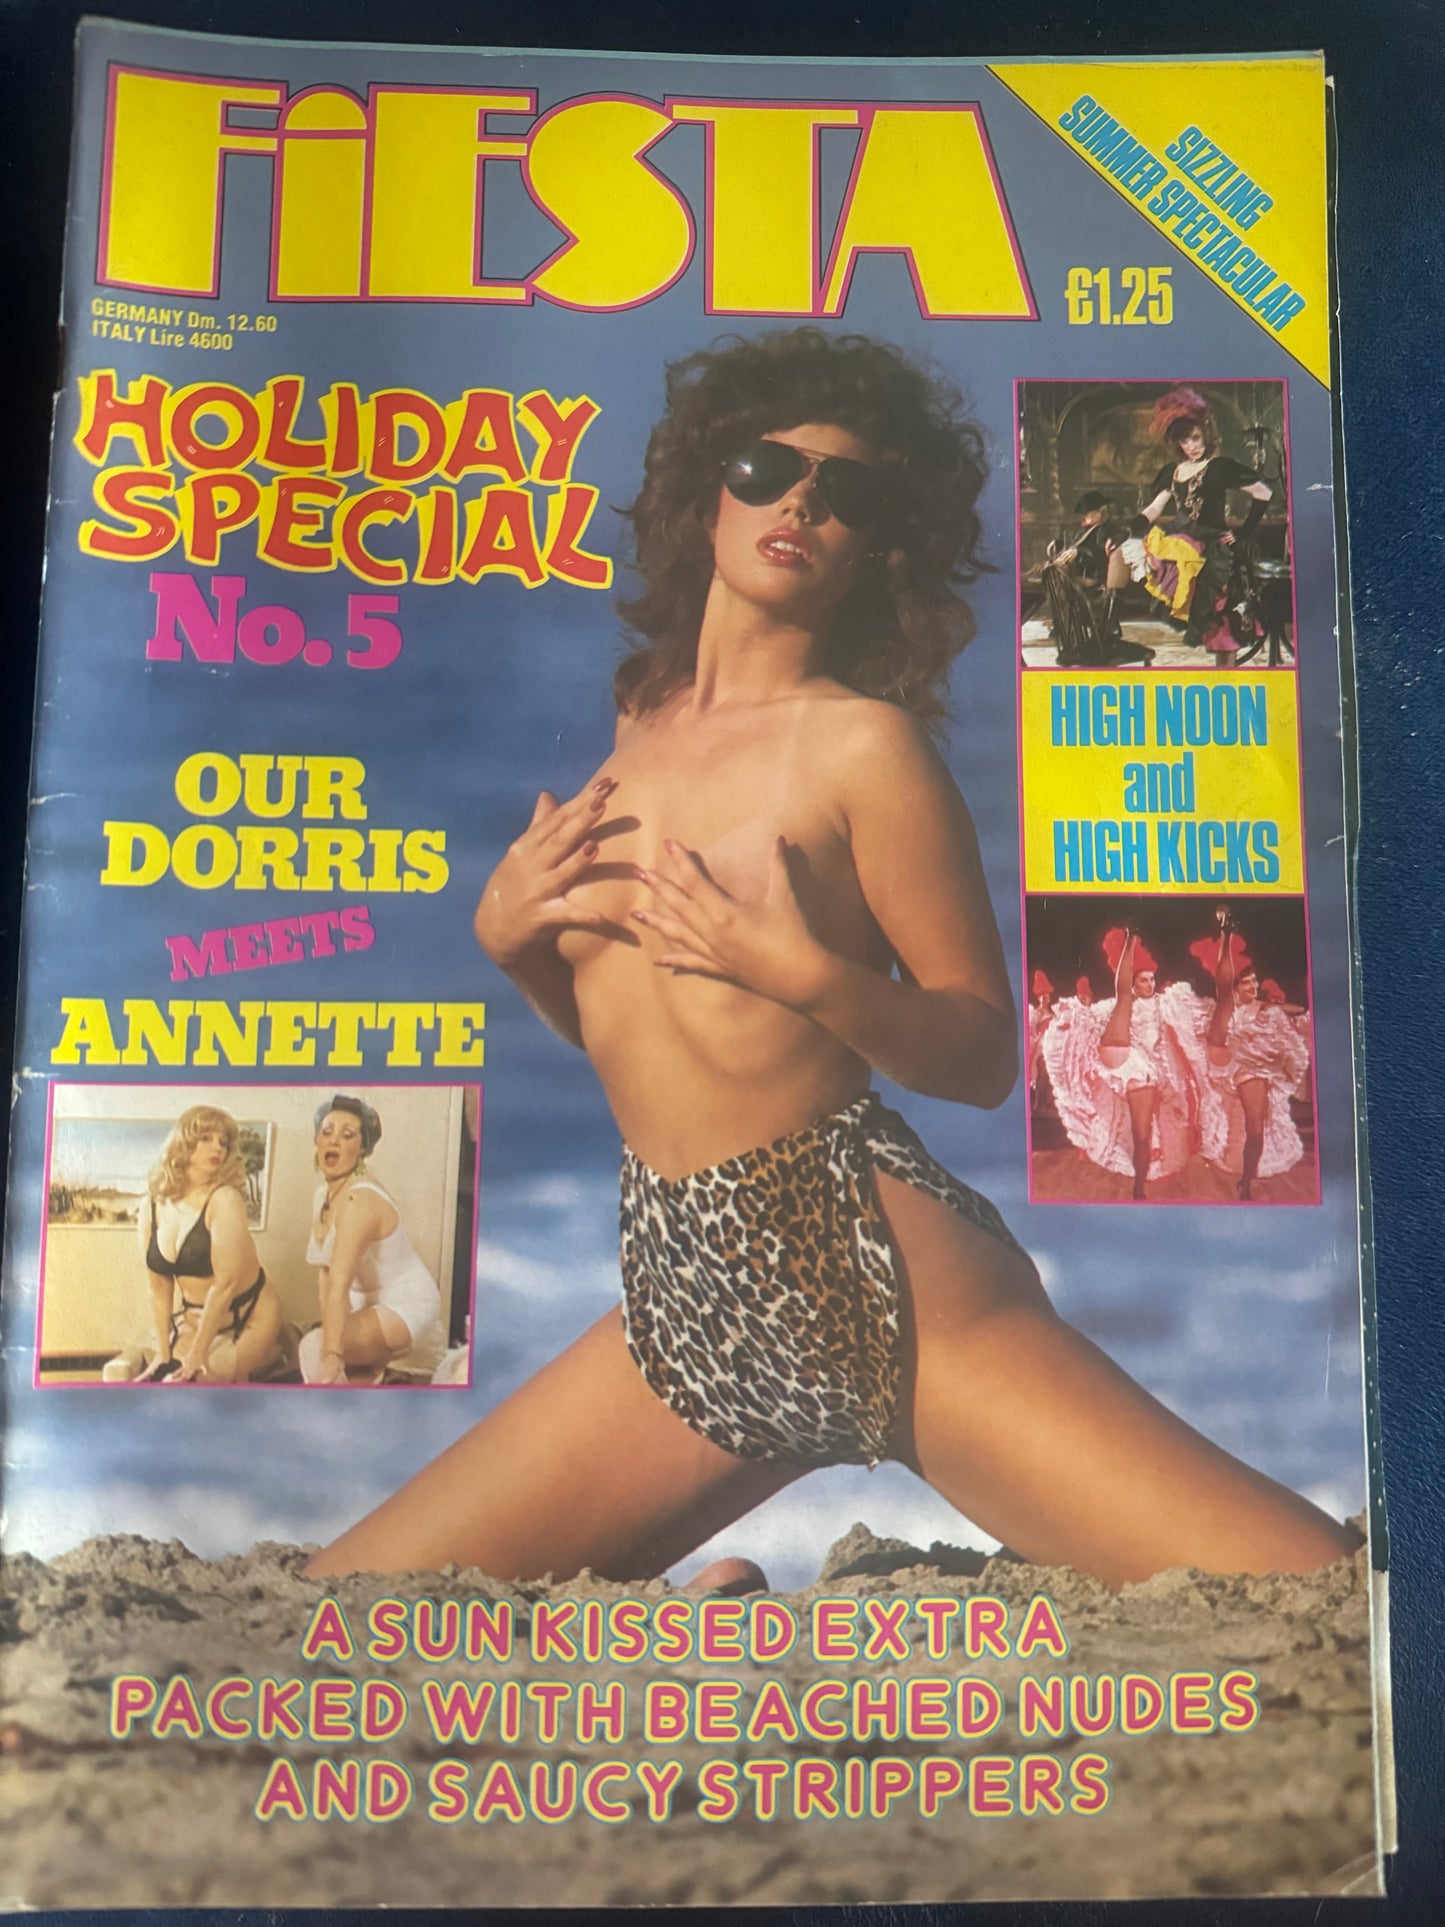 FiESTA
SIZZLING
SUMMER SPECTACULAR
£1.25
GERMANY Dm. 12.60
ITALY Lire 4600
HOLIDAY
SPECIAL
No. 5
HIGH NOON
and
HIGH KICKS
OUR
DORRIS
MEETS
ANNETTE
A SUN KISSED EXTRA
PACKED WITH BEACHED NUDES
AND SAUCY STRIPPERS